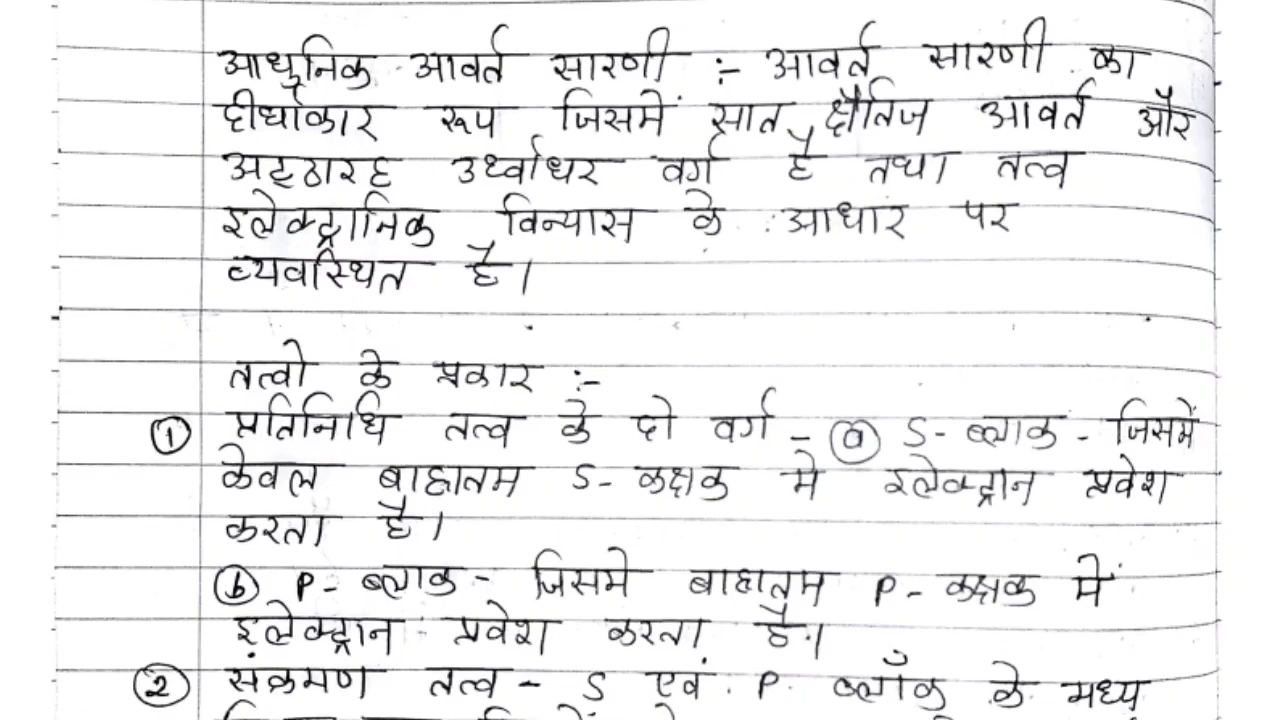 आधुनिक आवर्त सारणी :- आवर्त सारणी का
दीर्घाकार रूप जिसमें सात क्षैतिज आवर्त और
अट्ठारह उर्ध्वाधर वर्ग है तथा तत्व
इलेक्ट्रानिक विन्यास के आधार पर
व्यवस्थित है।
तत्वो के प्रकार :-
① प्रतिनिधि तत्व के दो वर्ग - ⓐ S- ब्लाक - जिसमें
केवल बाह्यतम S- कक्षक मे इलेक्ट्रान प्रवेश
करता है।
ⓑ P- ब्लाक - जिसमे बाह्यतम P- कक्षक में
इलेक्ट्रान प्रवेश करता है।
② संक्रमण तत्व - S एवं P ब्लॉक के मध्य